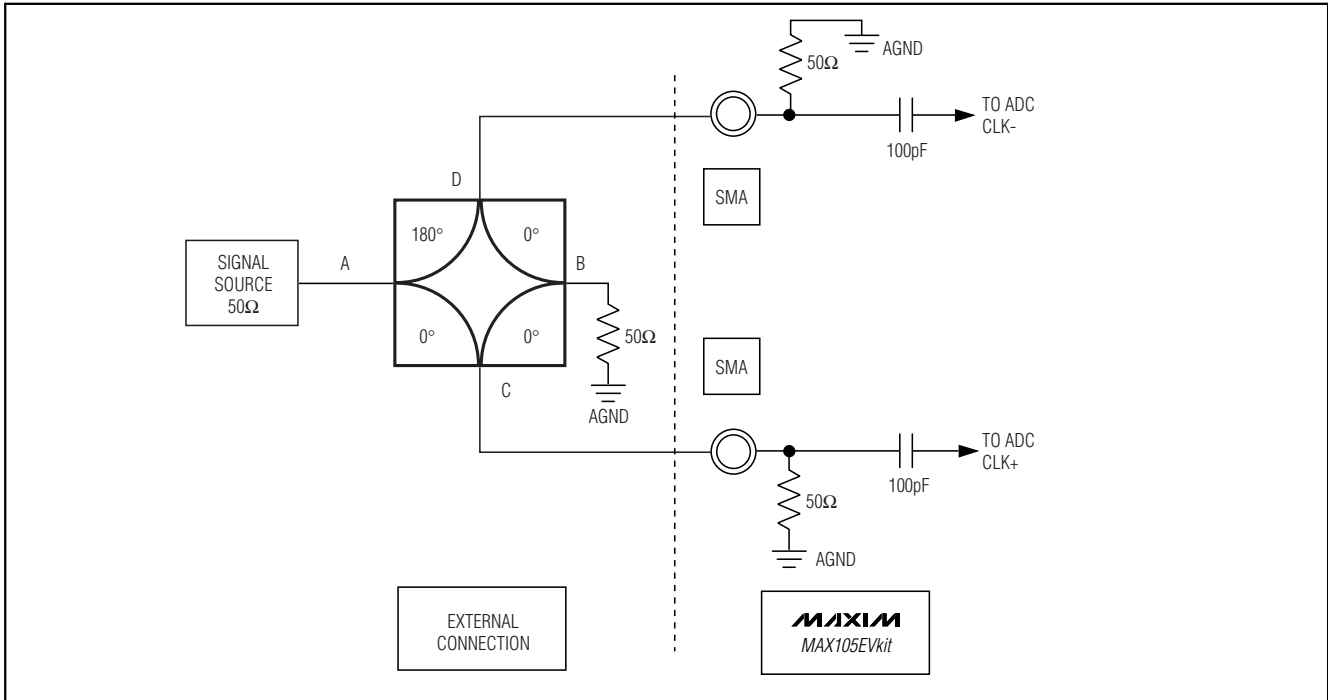 AGND
50Ω
TO ADC
CLK-
100pF
D
SMA
180°
0°
SIGNAL
SOURCE
50Ω
A
B
0°
0°
50Ω
AGND
C
SMA
TO ADC
CLK+
100pF
50Ω
AGND
EXTERNAL
CONNECTION
MAXIM
MAX105EVkit